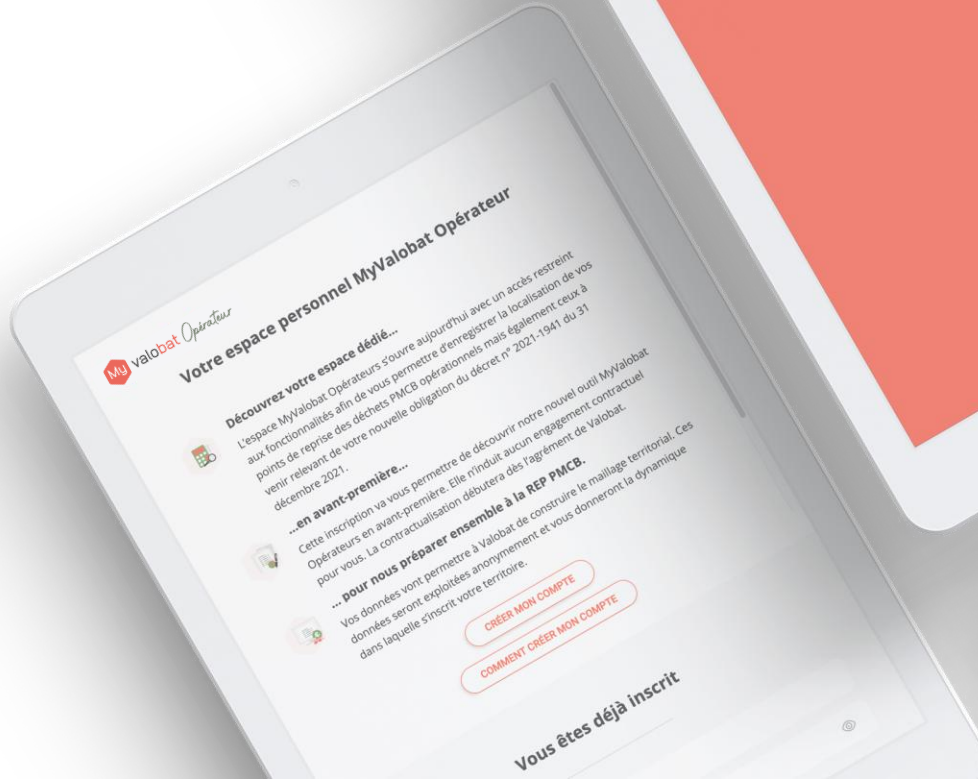 My valobat Opérateur
Votre espace personnel MyValobat Opérateur
Découvrez votre espace dédié...
L'espace MyValobat Opérateurs s'ouvre aujourd'hui avec un accès restreint
aux fonctionnalités afin de vous permettre d'enregistrer la localisation de vos
points de reprise des déchets PMCB opérationnels mais également ceux à
venir relevant de votre nouvelle obligation du décret n° 2021-1941 du 31
décembre 2021.
...en avant-première...
Cette inscription va vous permettre de découvrir notre nouvel outil MyValobat
Opérateurs en avant-première. Elle n'induit aucun engagement contractuel
pour vous. La contractualisation débutera dès l'agrément de Valobat.
... pour nous préparer ensemble à la REP PMCB.
Vos données vont permettre à Valobat de construire le maillage territorial. Ces
données seront exploitées anonymement et vous donneront la dynamique
dans laquelle s'inscrit votre territoire.
CRÉER MON COMPTE
COMMENT CRÉER MON COMPTE
Vous êtes déjà inscrit